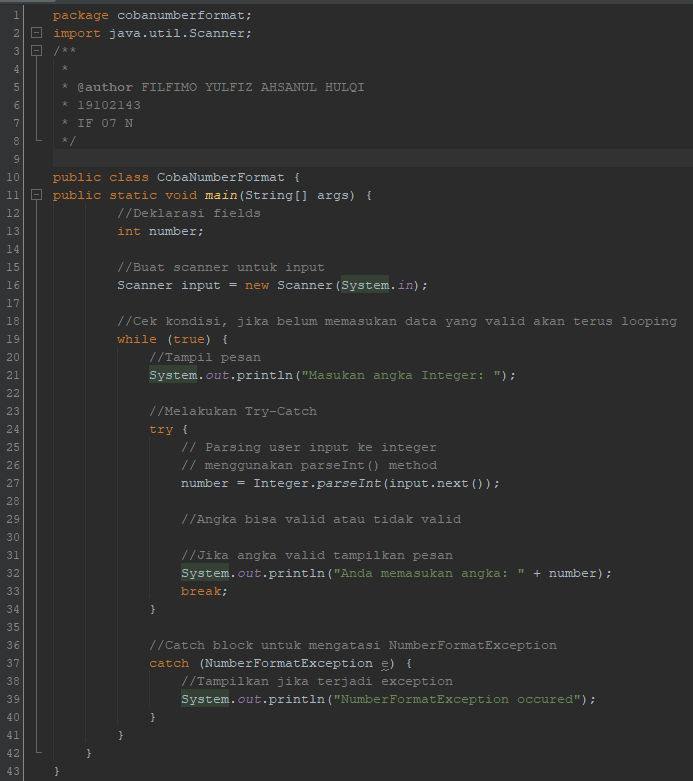 1 package cobanumberformat;
2 import java.util.Scanner;
3 /**
4  *
5  * @author FILFIMO YULFIZ AHSANUL HULQI
6  * 19102143
7  * IF 07 N
8  */
9
10 public class CobaNumberFormat {
11 public static void main(String[] args) {
12         //Deklarasi fields
13         int number;
14
15         //Buat scanner untuk input
16         Scanner input = new Scanner(System.in);
17
18         //Cek kondisi, jika belum memasukan data yang valid akan terus looping
19         while (true) {
20             //Tampil pesan
21             System.out.println("Masukan angka Integer: ");
22
23             //Melakukan Try-Catch
24             try {
25                 // Parsing user input ke integer
26                 // menggunakan parseInt() method
27                 number = Integer.parseInt(input.next());
28
29                 //Angka bisa valid atau tidak valid
30
31                 //Jika angka valid tampilkan pesan
32                 System.out.println("Anda memasukan angka: " + number);
33                 break;
34             }
35
36             //Catch block untuk mengatasi NumberFormatException
37             catch (NumberFormatException e) {
38                 //Tampilkan jika terjadi exception
39                 System.out.println("NumberFormatException occured");
40             }
41         }
42     }
43 }